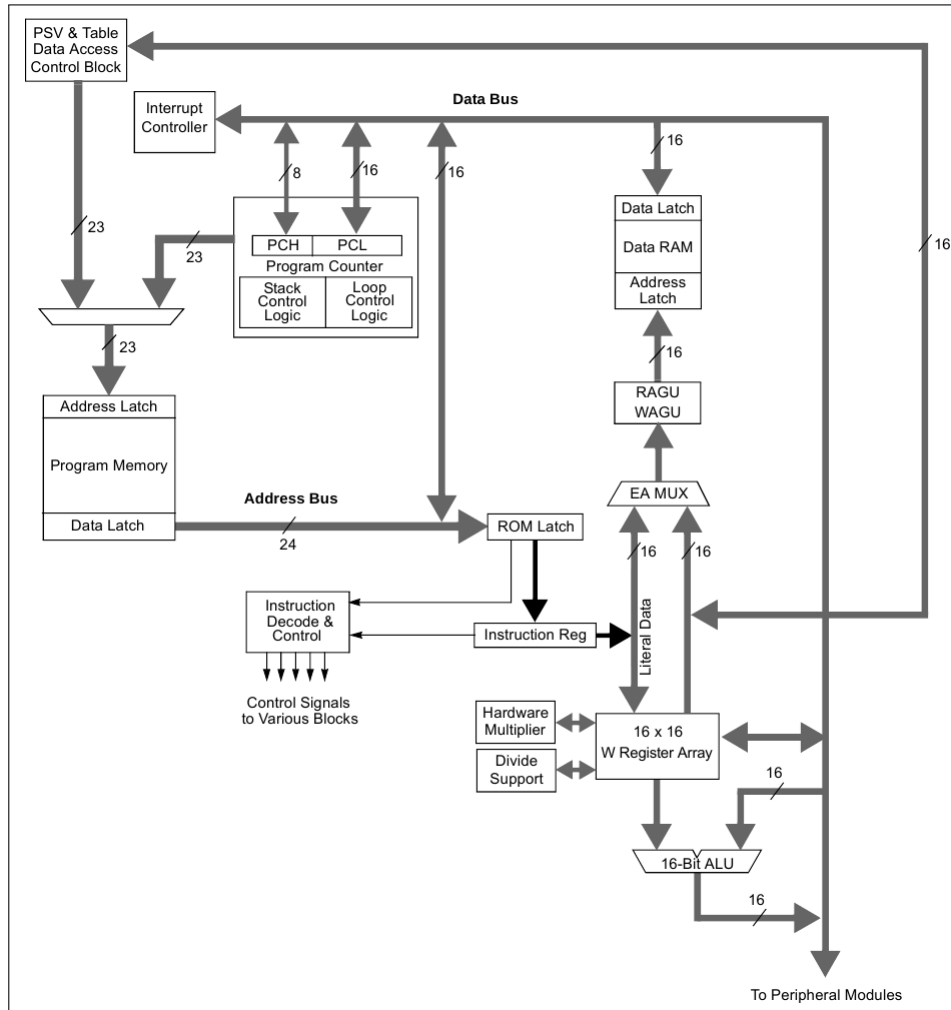 PSV & Table
Data Access
Control Block
Data Bus
Interrupt
Controller
8
16
16
16
16
23
23
PCH
PCL
Program Counter
Stack
Control
Logic
Loop
Control
Logic
Data Latch
Data RAM
Address
Latch
23
16
Address Latch
Program Memory
Data Latch
RAGU
WAGU
EA MUX
Address Bus
24
ROM Latch
16
16
Instruction
Decode &
Control
Instruction Reg
Literal Data
Control Signals
to Various Blocks
Hardware
Multiplier
Divide
Support
16 x 16
W Register Array
16
16-Bit ALU
16
To Peripheral Modules